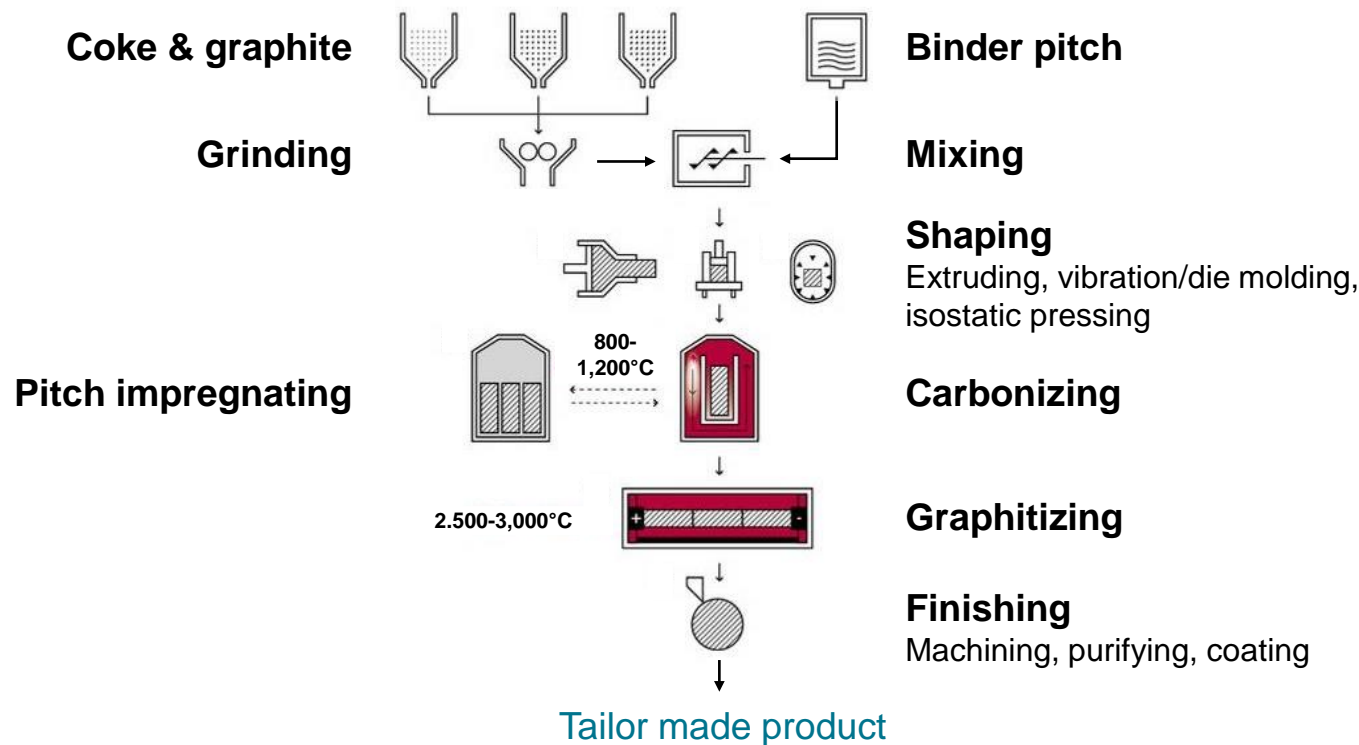 Coke & graphite
Binder pitch
Grinding
Mixing
Shaping
Extruding, vibration/die molding,
isostatic pressing
800-
1,200°C
Pitch impregnating
Carbonizing
2.500-3,000°C
+
-
Graphitizing
Finishing
Machining, purifying, coating
Tailor made product